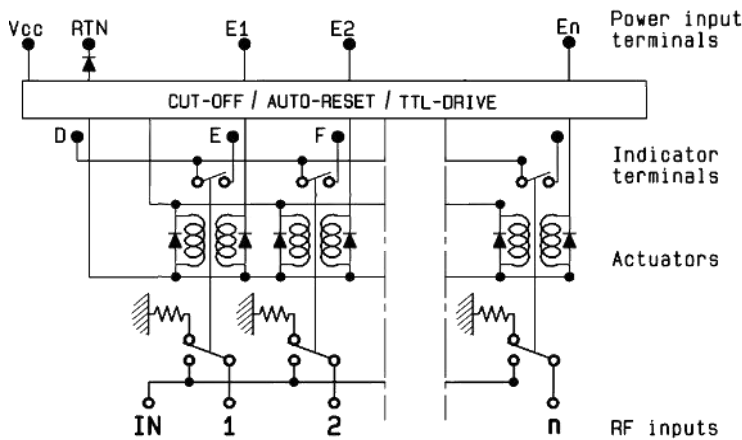 Vcc RTN E1 E2 En Power input
terminals
CUT-OFF / AUTO-RESET / TTL-DRIVE
D E F Indicator
terminals
Actuators
IN 1 2 n RF inputs